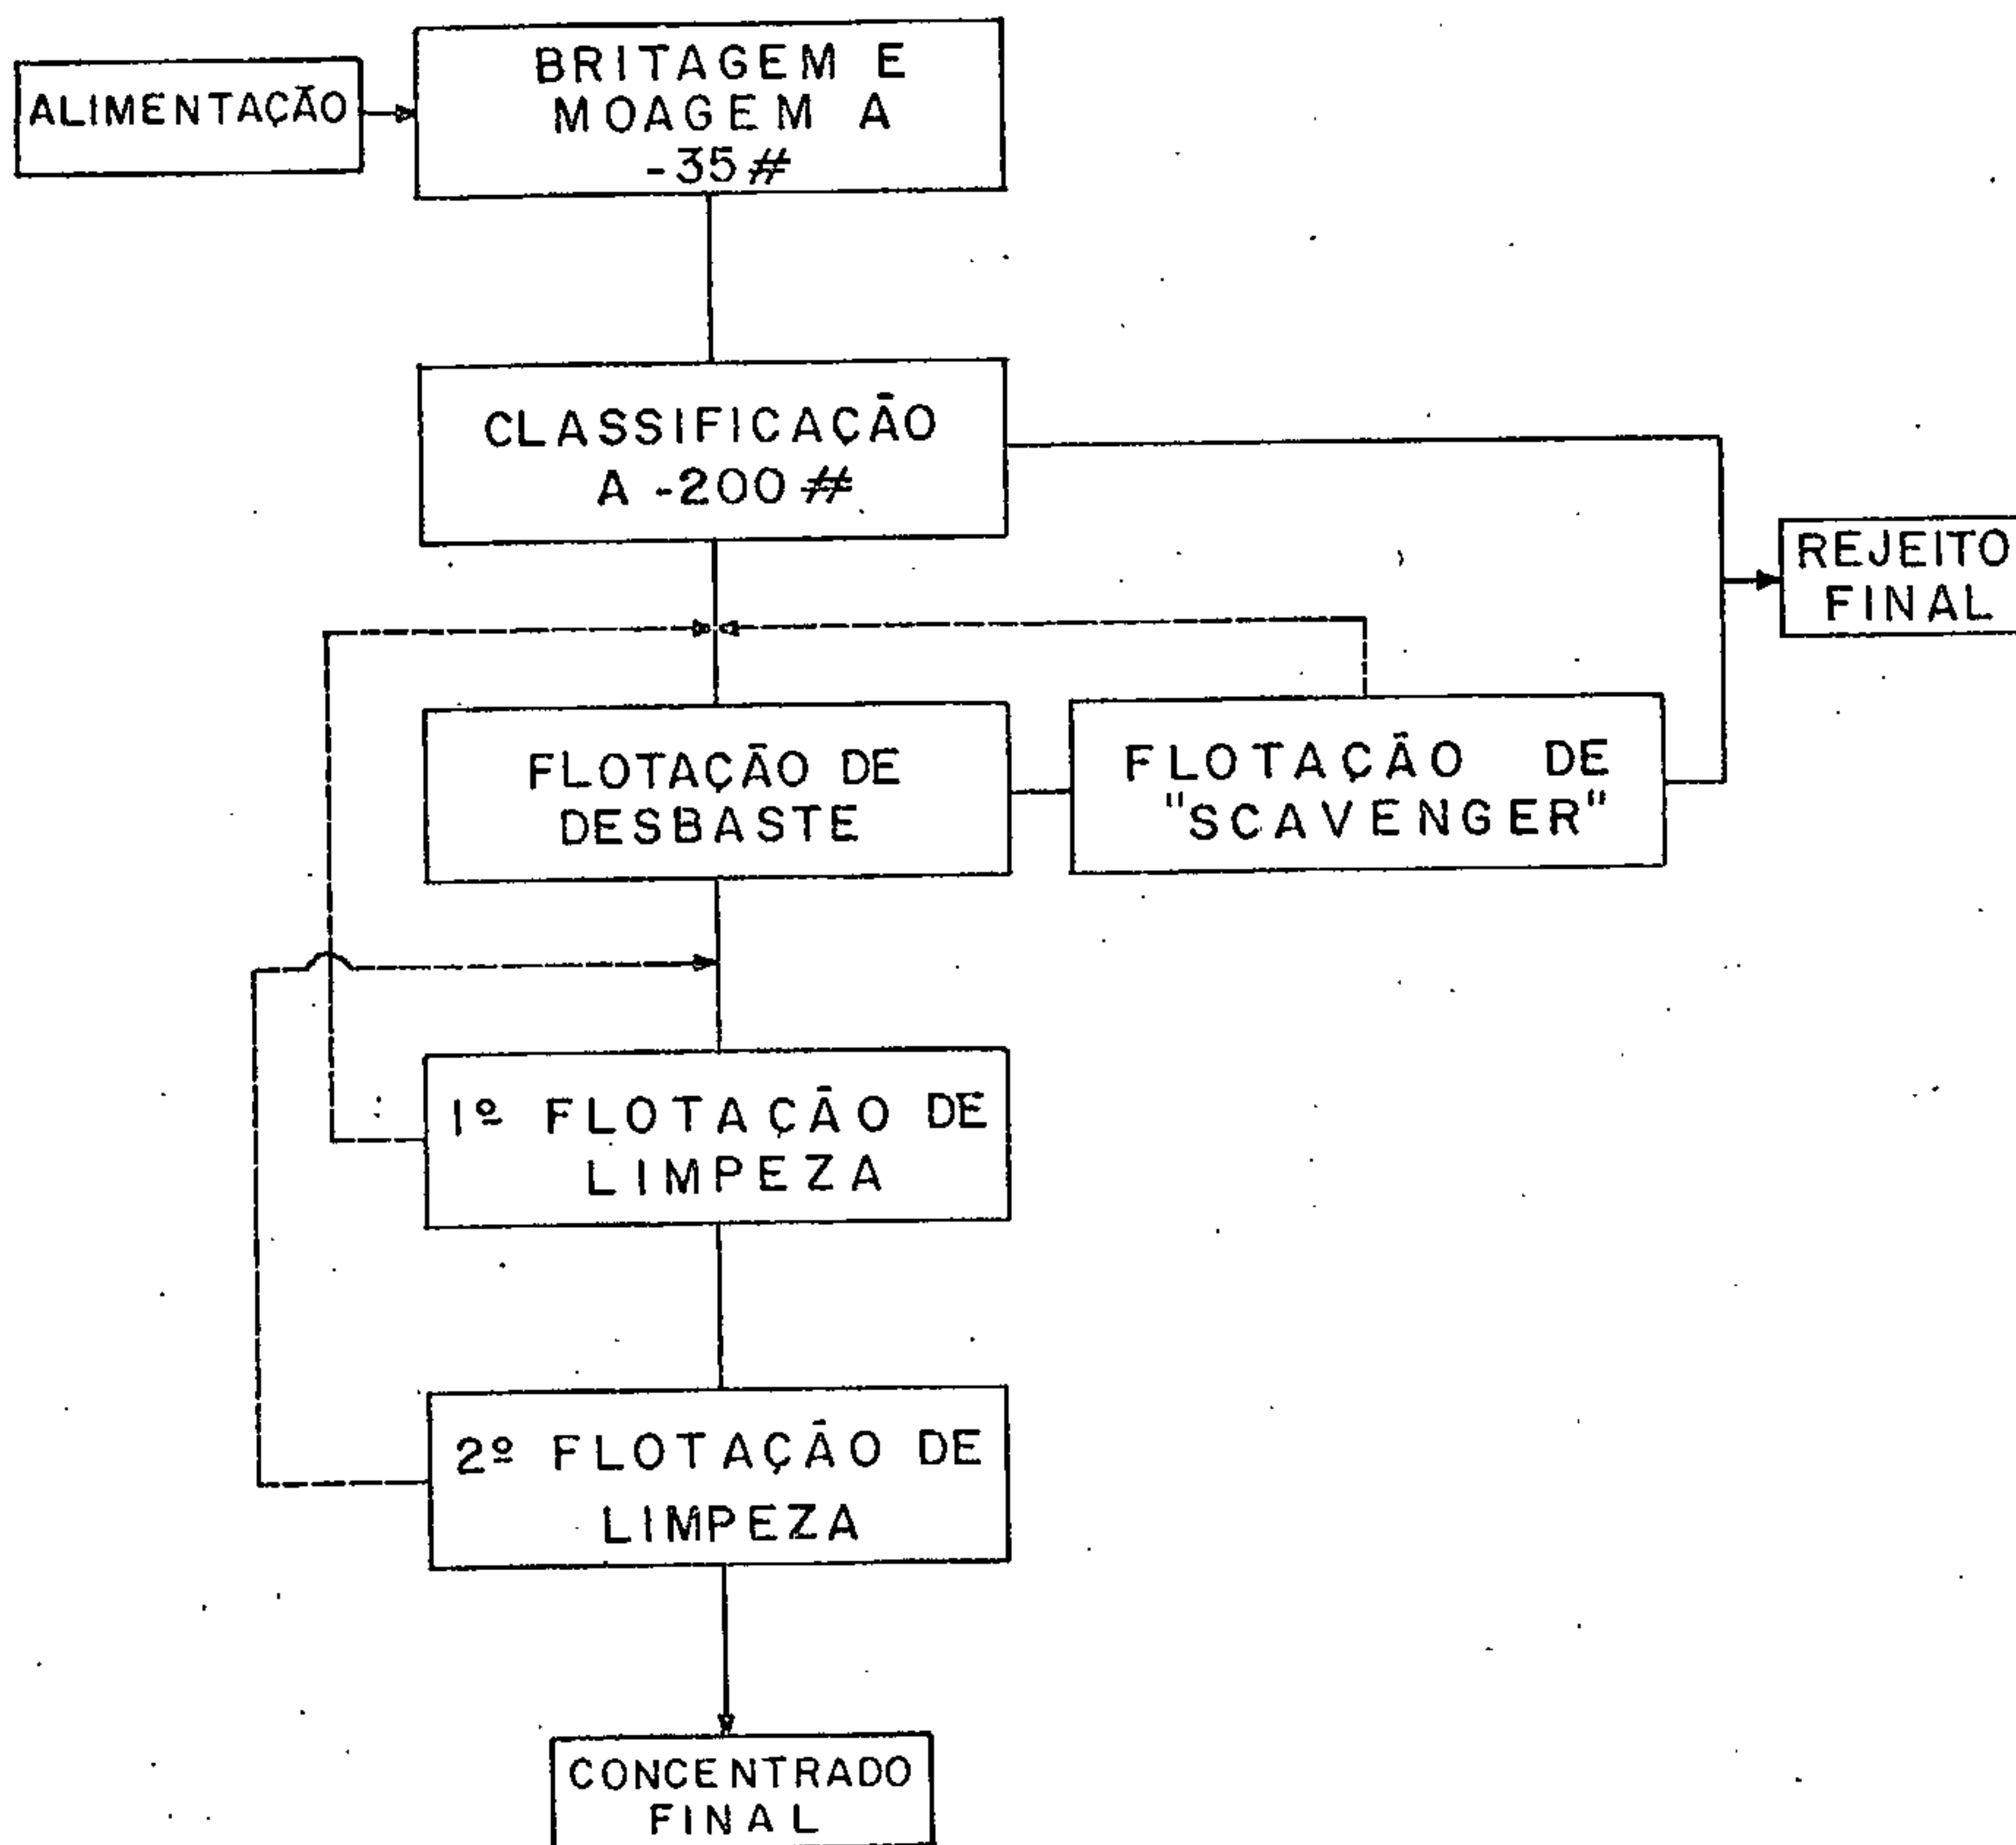 ALIMENTAÇÃO
BRITAGEM E
MOAGEM A
-35#
CLASSIFICAÇÃO
A -200#
REJEITO
FINAL
FLOTAÇÃO DE
DESBASTE
FLOTAÇÃO DE
"SCAVENGER"
1º FLOTAÇÃO DE
LIMPEZA
2º FLOTAÇÃO DE
LIMPEZA
CONCENTRADO
FINAL